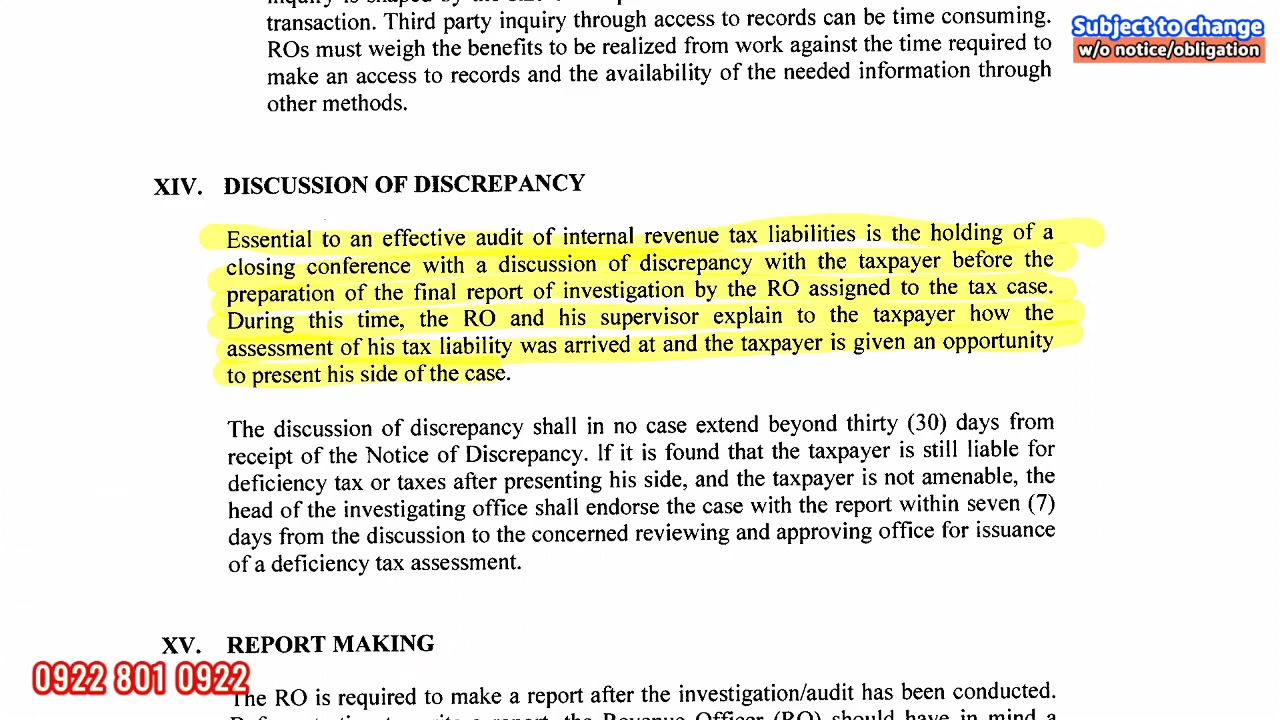 transaction. Third party inquiry through access to records can be time consuming.
ROs must weigh the benefits to be realized from work against the time required to
make an access to records and the availability of the needed information through
other methods.
Subject to change
w/o notice/obligation
XIV. DISCUSSION OF DISCREPANCY
Essential to an effective audit of internal revenue tax liabilities is the holding of a
closing conference with a discussion of discrepancy with the taxpayer before the
preparation of the final report of investigation by the RO assigned to the tax case.
During this time, the RO and his supervisor explain to the taxpayer how the
assessment of his tax liability was arrived at and the taxpayer is given an opportunity
to present his side of the case.
The discussion of discrepancy shall in no case extend beyond thirty (30) days from
receipt of the Notice of Discrepancy. If it is found that the taxpayer is still liable for
deficiency tax or taxes after presenting his side, and the taxpayer is not amenable, the
head of the investigating office shall endorse the case with the report within seven (7)
days from the discussion to the concerned reviewing and approving office for issuance
of a deficiency tax assessment.
XV. REPORT MAKING
0922 801 0922
The RO is required to make a report after the investigation/audit has been conducted.
the Revenue Officer (RO) should have in mind a